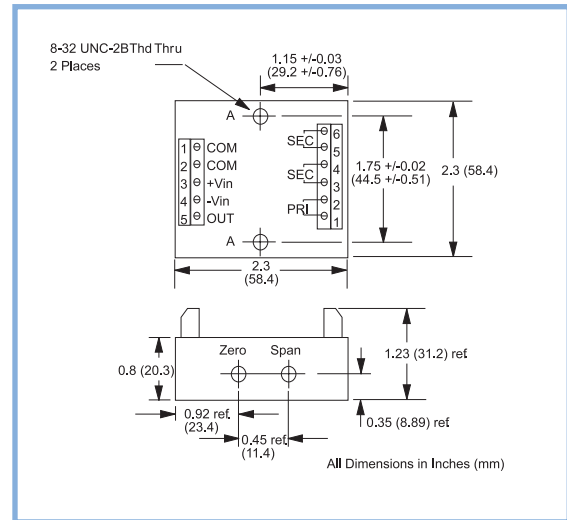 8-32 UNC-2B Thd Thru
2 Places
1.15 +/-0.03
(29.2 +/-0.76)
A
1 COM
2 COM
3 +Vin
4 -Vin
5 OUT
SEC
SEC
PRI
6
5
4
3
2
1
1.75 +/-0.02
(44.5 +/-0.51)
2.3 (58.4)
A
2.3
(58.4)
Zero Span
0.8 (20.3)
1.23 (31.2) ref.
0.35 (8.89) ref.
0.92 ref.
(23.4)
0.45 ref.
(11.4)
All Dimensions in Inches (mm)